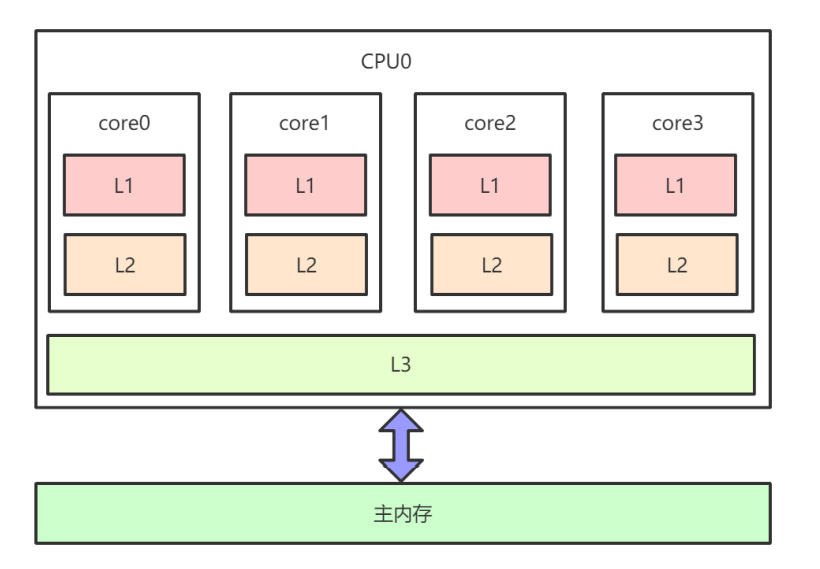 CPU0
core0 core1 core2 core3
L1 L1 L1 L1
L2 L2 L2 L2
L3
主内存